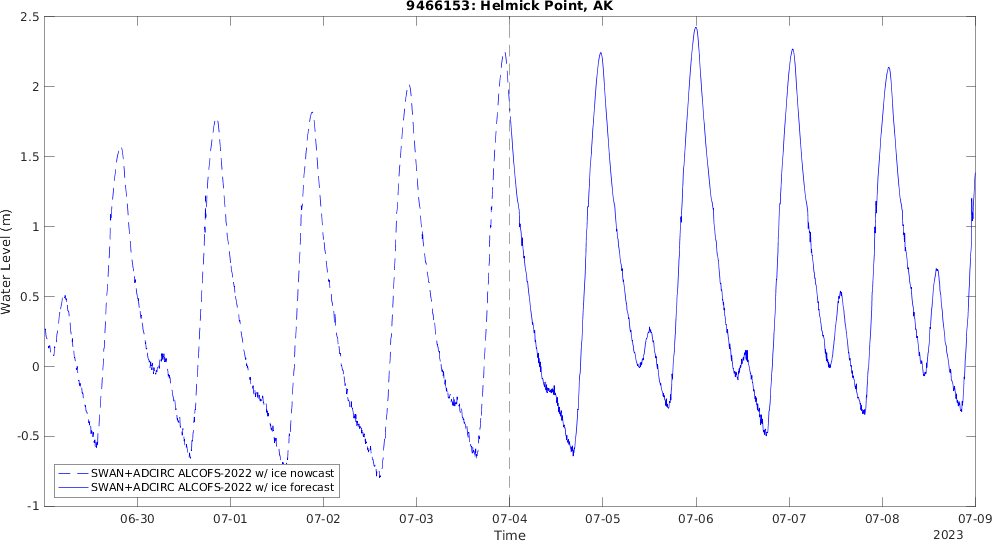 9466153: Helmick Point, AK
2.5
2
1.5
1
0.5
0
-0.5
-1
Water Level (m)
SWAN+ADCIRC ALCOFS-2022 w/ ice nowcast
SWAN+ADCIRC ALCOFS-2022 w/ ice forecast
06-30 07-01 07-02 07-03 07-04 07-05 07-06 07-07 07-08 07-09
Time
2023